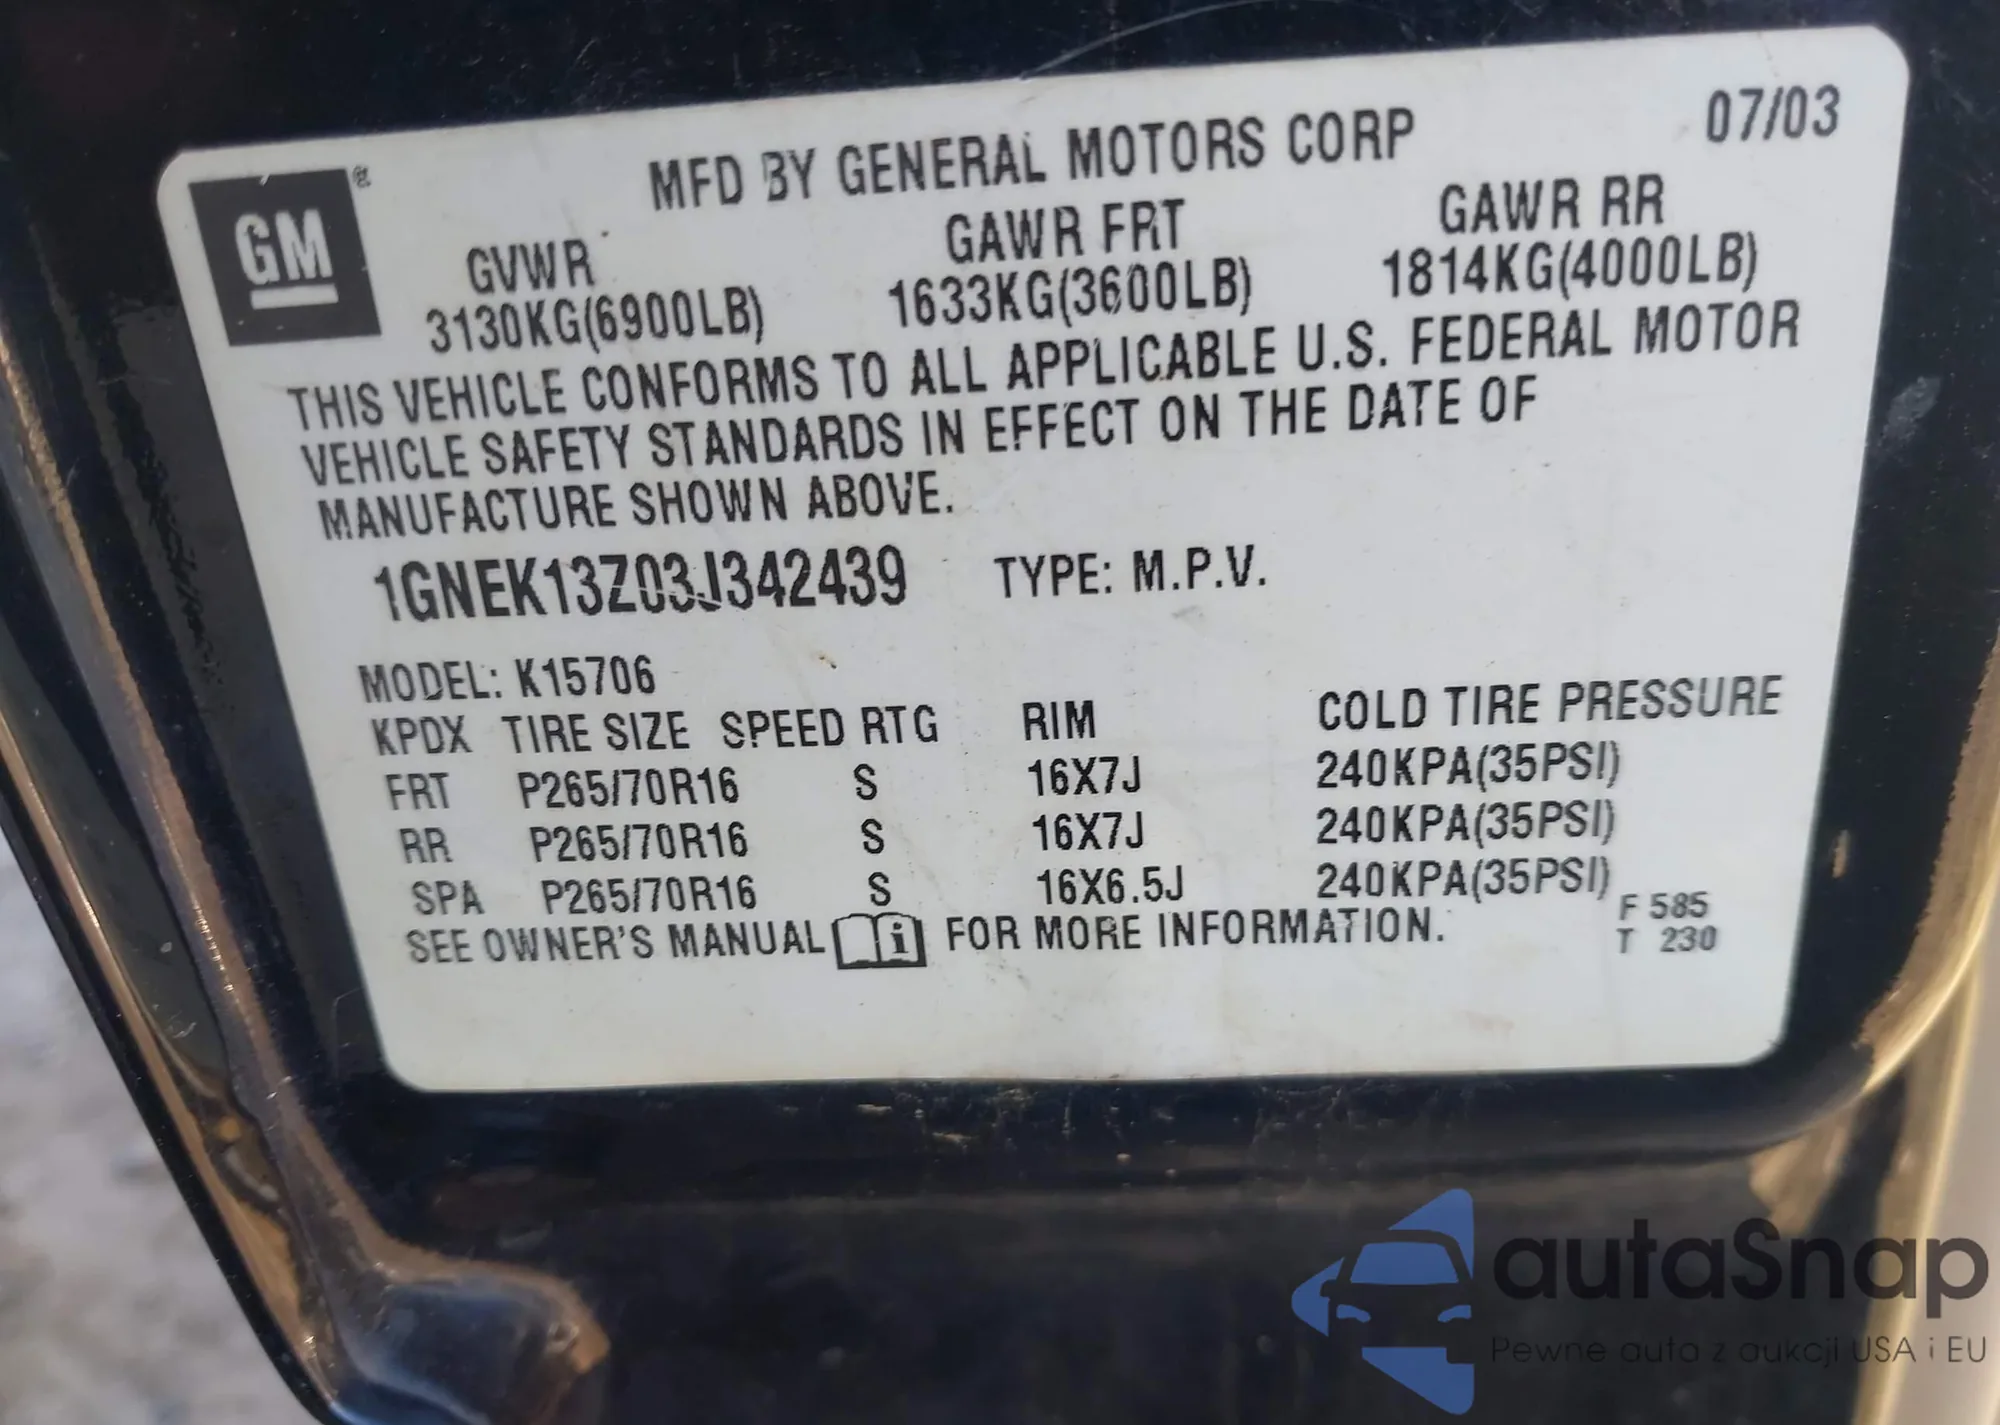 MFD BY GENERAL MOTORS CORP 07/03
GM
GVWR GAWR FRT GAWR RR
3130KG(6900LB) 1633KG(3600LB) 1814KG(4000LB)
THIS VEHICLE CONFORMS TO ALL APPLICABLE U.S. FEDERAL MOTOR
VEHICLE SAFETY STANDARDS IN EFFECT ON THE DATE OF
MANUFACTURE SHOWN ABOVE.
1GNEK13Z03J342439 TYPE: M.P.V.
MODEL: K15706
KPDX TIRE SIZE SPEED RTG RIM COLD TIRE PRESSURE
FRT P265/70R16 S 16X7J 240KPA(35PSI)
RR P265/70R16 S 16X7J 240KPA(35PSI)
SPA P265/70R16 S 16X6.5J 240KPA(35PSI)
SEE OWNER'S MANUAL i FOR MORE INFORMATION.
F 585
T 230
autaSnap
Pewne auta z aukcji USA i EU